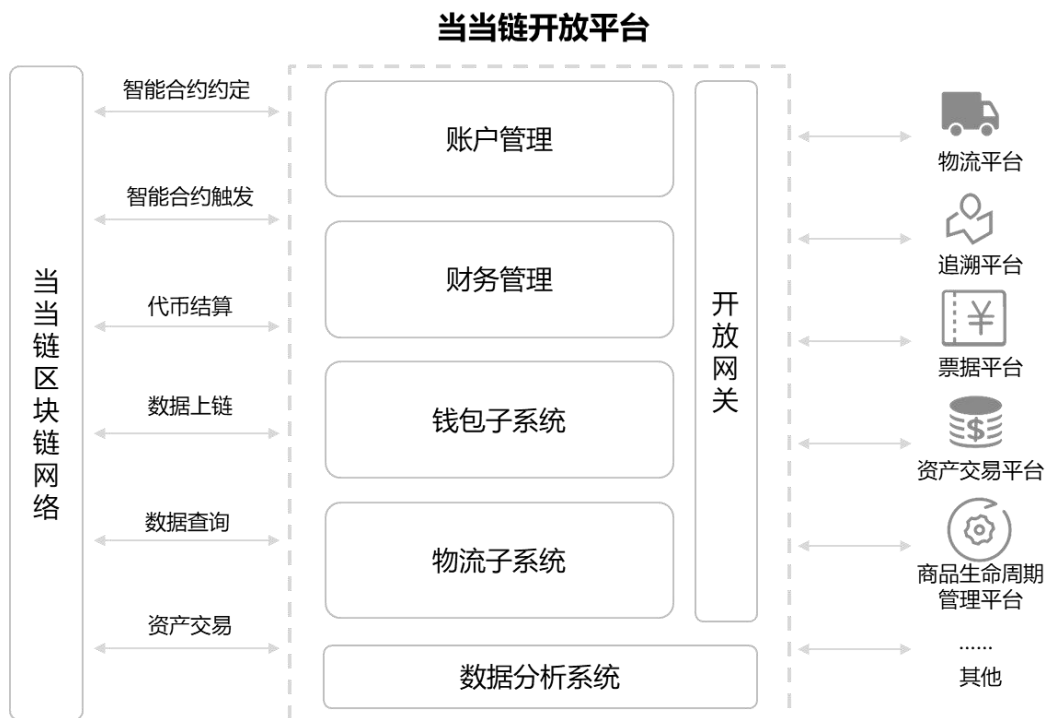 当当链开放平台
当当链区块链网络
智能合约约定
智能合约触发
代币结算
数据上链
数据查询
资产交易
账户管理
财务管理
钱包子系统
物流子系统
数据分析系统
开放网关
物流平台
追溯平台
¥
票据平台
$
资产交易平台
商品生命周期
管理平台
……
其他